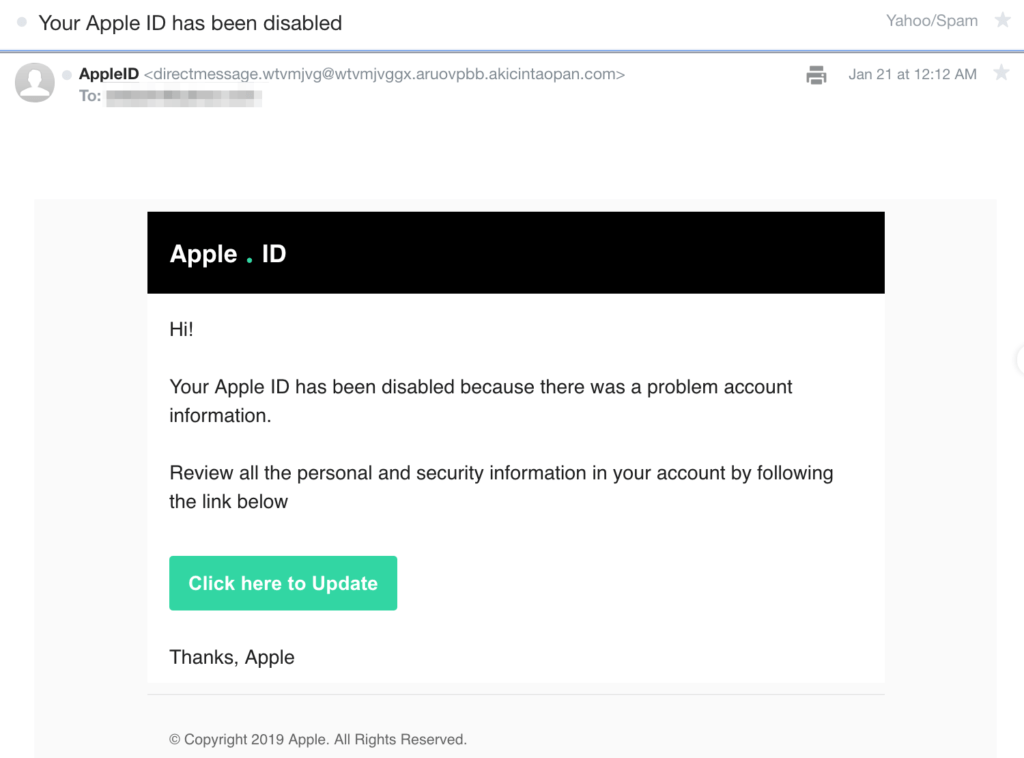 Your Apple ID has been disabled
Yahoo/Spam
AppleID <directmessage.wtvmjvg@wtvmjvggx.aruovpbb.akicintaopan.com>
Jan 21 at 12:12 AM
To:
Apple . ID
Hi!
Your Apple ID has been disabled because there was a problem account
information.
Review all the personal and security information in your account by following
the link below
Click here to Update
Thanks, Apple
© Copyright 2019 Apple. All Rights Reserved.